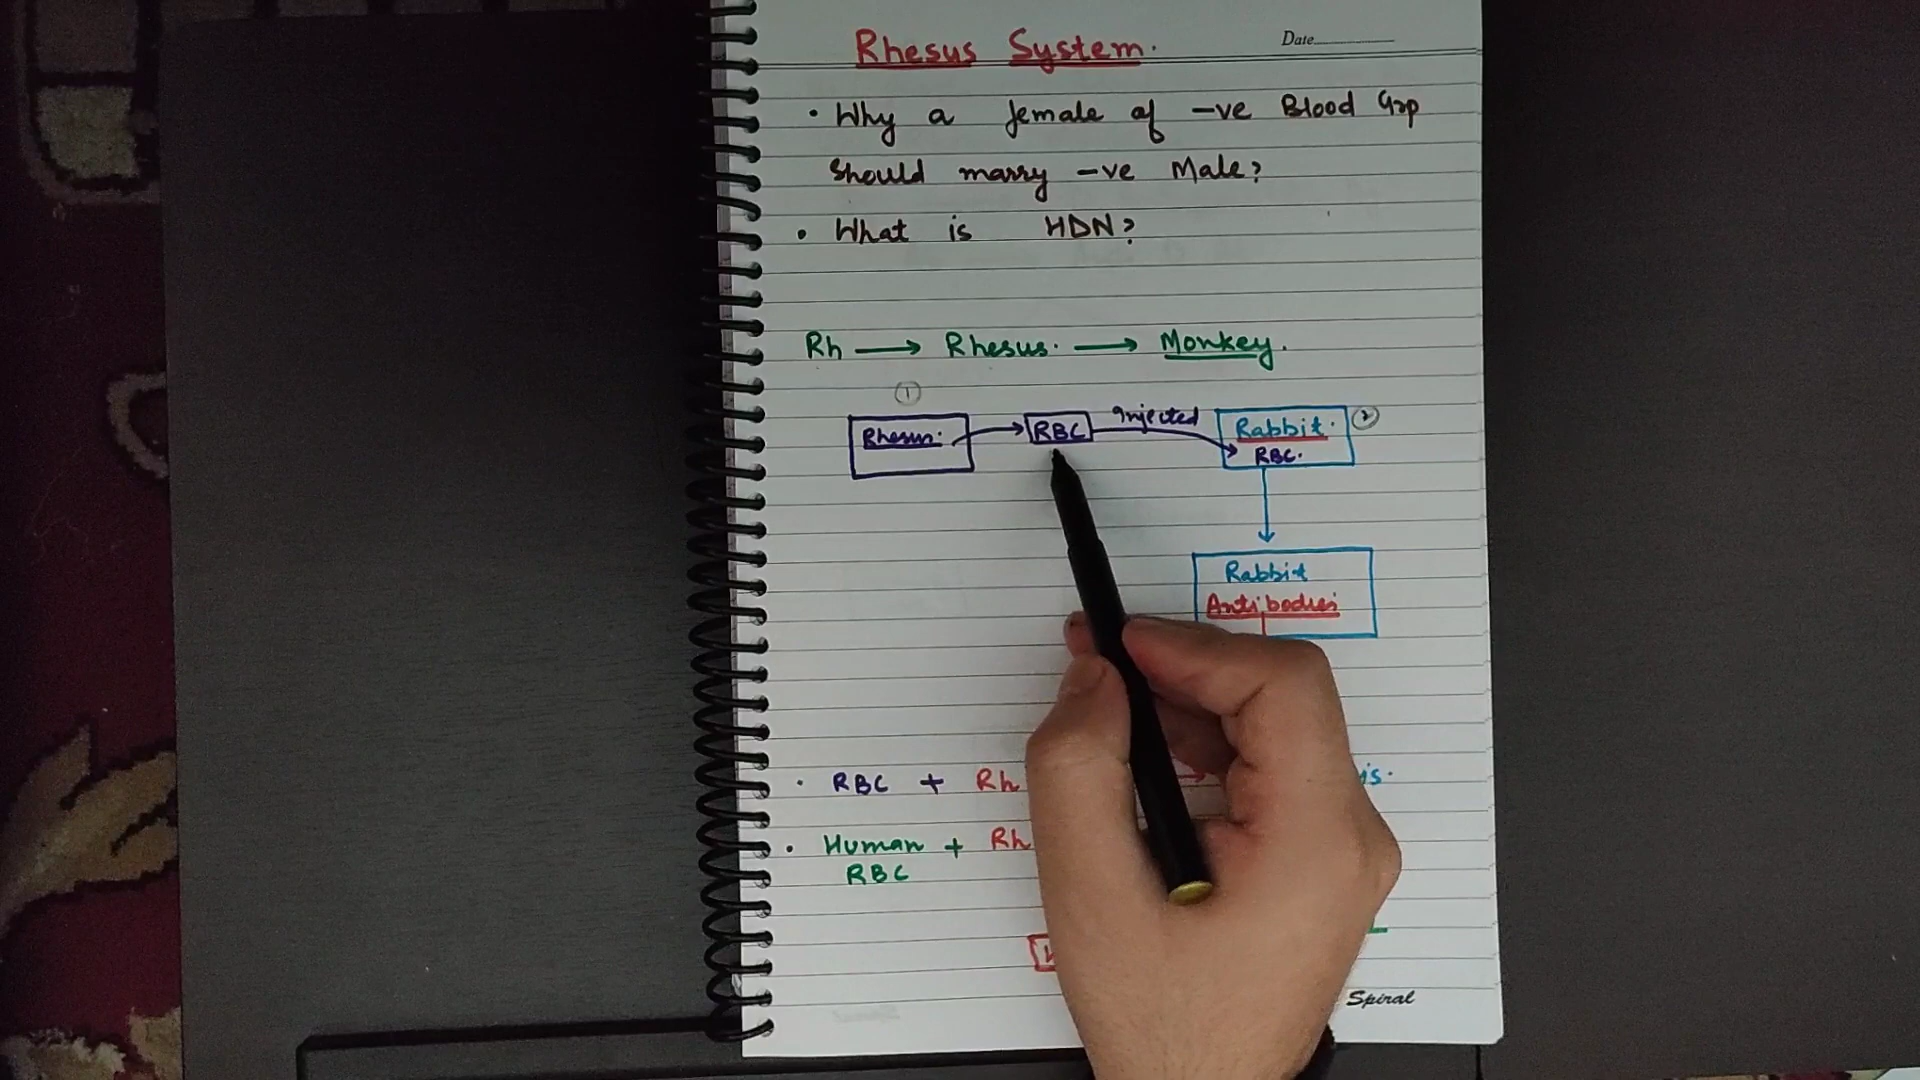 Rhesus System.
Date
• Why a female of -ve Blood Grp
Should marry -ve Male?
• What is HDN?
Rh → Rhesus. → Monkey.
①
Rhesus. → RBC Injected → Rabbit. ②
RBC.
Rabbit
Antibodies
• RBC + Rh
• Human + Rh
RBC
Spiral